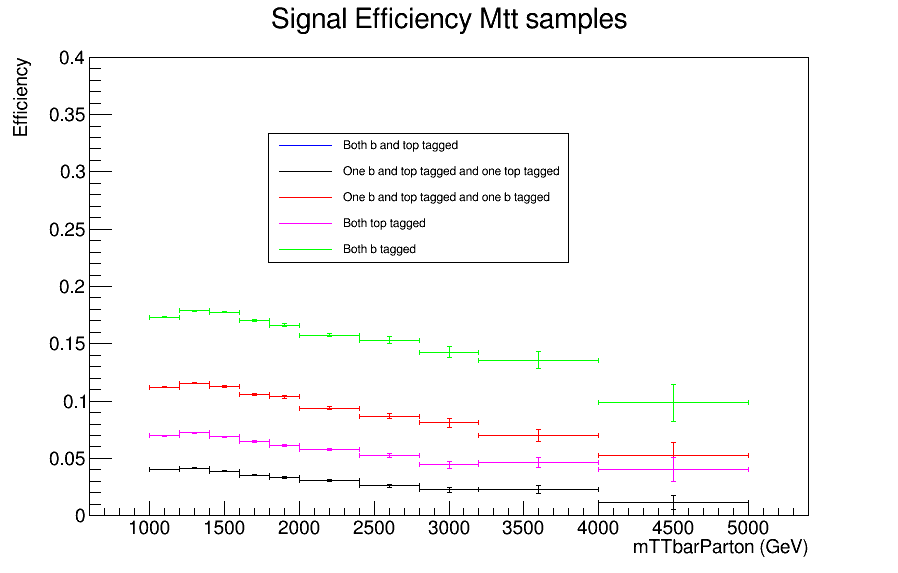 Signal Efficiency Mtt samples
Efficiency
0.4
0.35
0.3
0.25
0.2
0.15
0.1
0.05
0
Both b and top tagged
One b and top tagged and one top tagged
One b and top tagged and one b tagged
Both top tagged
Both b tagged
1000 1500 2000 2500 3000 3500 4000 4500 5000
mTTbarParton (GeV)